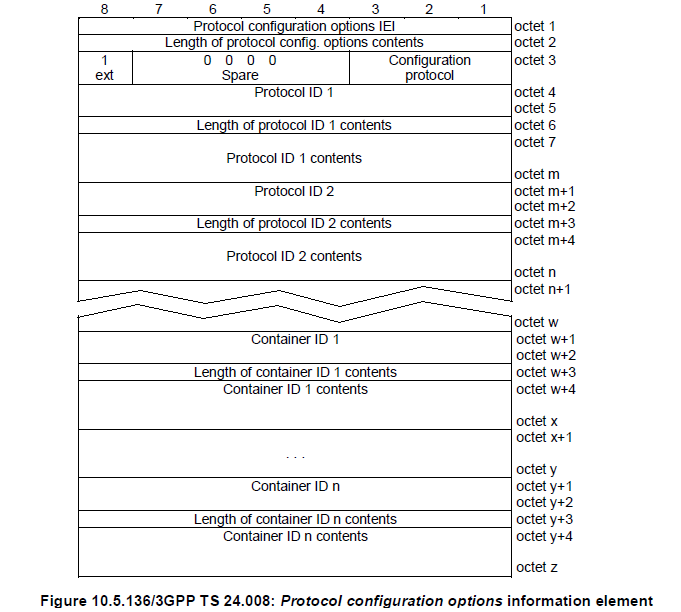 8 7 6 5 4 3 2 1
Protocol configuration options IEI octet 1
Length of protocol config. options contents octet 2
1 0 0 0 0 Configuration octet 3
ext Spare protocol
Protocol ID 1 octet 4
octet 5
Length of protocol ID 1 contents octet 6
octet 7
Protocol ID 1 contents
octet m
Protocol ID 2 octet m+1
octet m+2
Length of protocol ID 2 contents octet m+3
octet m+4
Protocol ID 2 contents
octet n
octet n+1
octet w
Container ID 1 octet w+1
octet w+2
Length of container ID 1 contents octet w+3
Container ID 1 contents octet w+4
octet x
octet x+1
. . .
octet y
Container ID n octet y+1
octet y+2
Length of container ID n contents octet y+3
Container ID n contents octet y+4
octet z
Figure 10.5.136/3GPP TS 24.008: Protocol configuration options information element